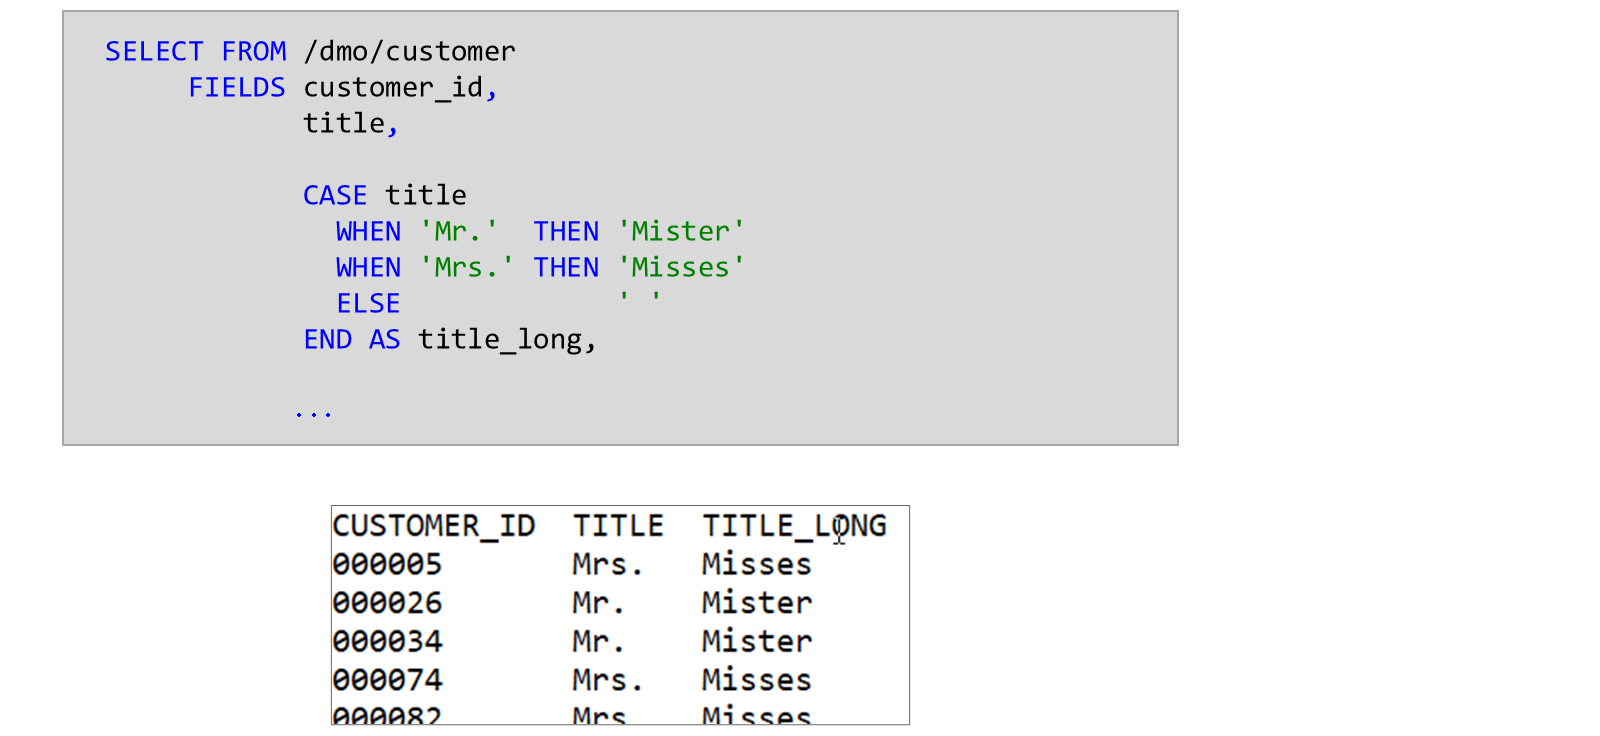 SELECT FROM /dmo/customer
FIELDS customer_id,
title,
CASE title
WHEN 'Mr.' THEN 'Mister'
WHEN 'Mrs.' THEN 'Misses'
ELSE ' '
END AS title_long,
...
CUSTOMER_ID TITLE TITLE_LONG
000005 Mrs. Misses
000026 Mr. Mister
000034 Mr. Mister
000074 Mrs. Misses
000082 Mrs Misses